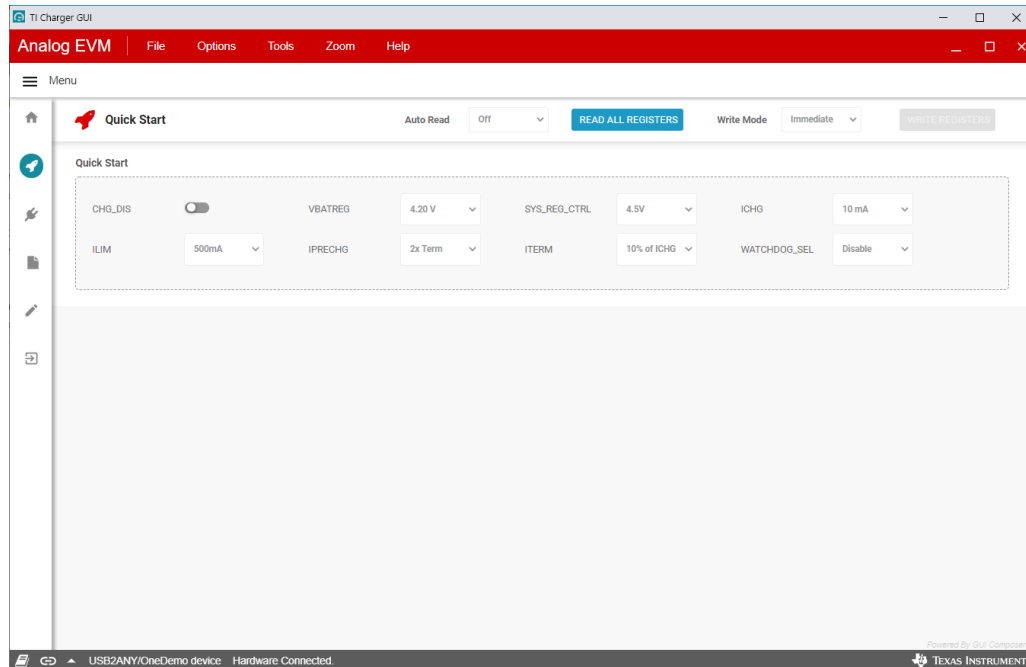 TI Charger GUI
Analog EVM File Options Tools Zoom Help
Menu
Quick Start Auto Read Off READ ALL REGISTERS Write Mode Immediate WRITE REGISTERS
Quick Start
CHG_DIS VBATREG 4.20 V SYS_REG_CTRL 4.5V ICHG 10 mA
ILIM 500mA IPRECHG 2x Term ITERM 10% of ICHG WATCHDOG_SEL Disable
Powered By GUI Composer
USB2ANY/OneDemo device Hardware Connected. TEXAS INSTRUMENT